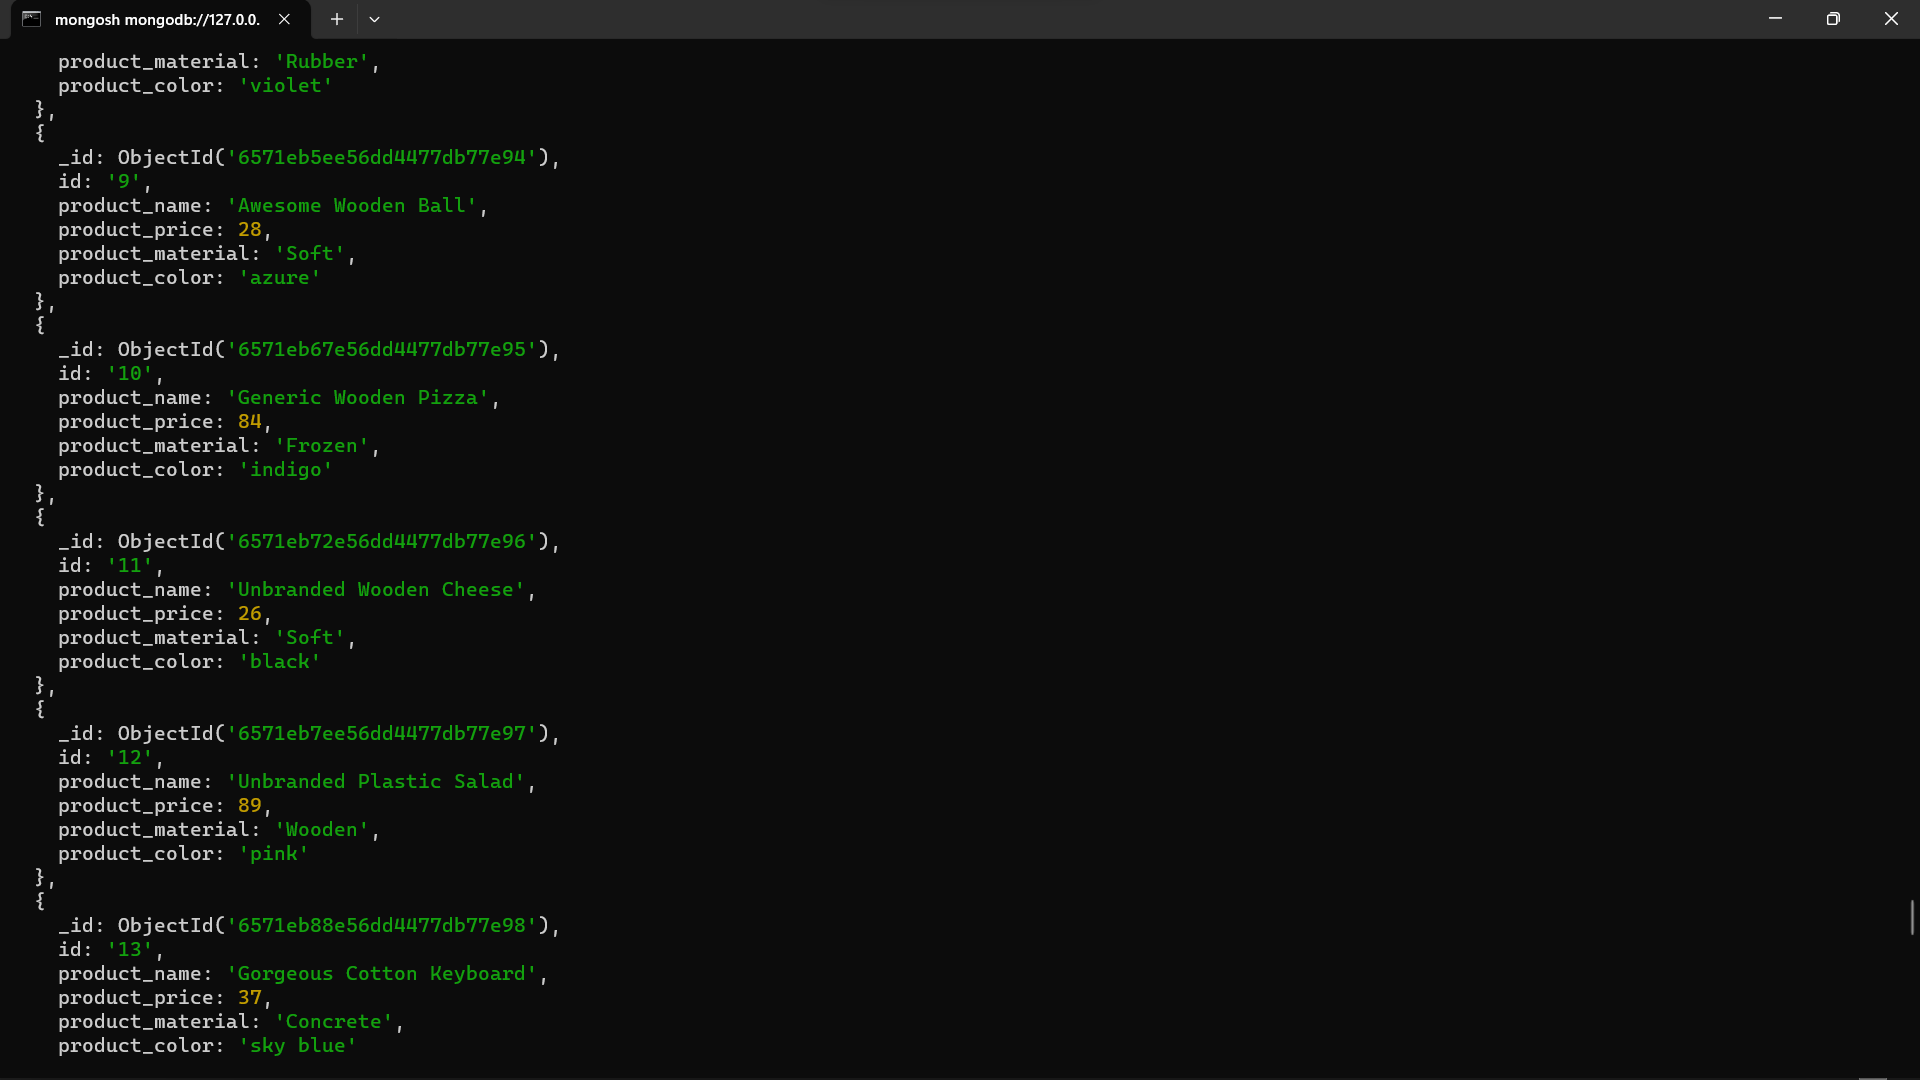 mongosh mongodb://127.0.0.
product_material: 'Rubber',
product_color: 'violet'
},
{
_id: ObjectId('6571eb5ee56dd4477db77e94'),
id: '9',
product_name: 'Awesome Wooden Ball',
product_price: 28,
product_material: 'Soft',
product_color: 'azure'
},
{
_id: ObjectId('6571eb67e56dd4477db77e95'),
id: '10',
product_name: 'Generic Wooden Pizza',
product_price: 84,
product_material: 'Frozen',
product_color: 'indigo'
},
{
_id: ObjectId('6571eb72e56dd4477db77e96'),
id: '11',
product_name: 'Unbranded Wooden Cheese',
product_price: 26,
product_material: 'Soft',
product_color: 'black'
},
{
_id: ObjectId('6571eb7ee56dd4477db77e97'),
id: '12',
product_name: 'Unbranded Plastic Salad',
product_price: 89,
product_material: 'Wooden',
product_color: 'pink'
},
{
_id: ObjectId('6571eb88e56dd4477db77e98'),
id: '13',
product_name: 'Gorgeous Cotton Keyboard',
product_price: 37,
product_material: 'Concrete',
product_color: 'sky blue'